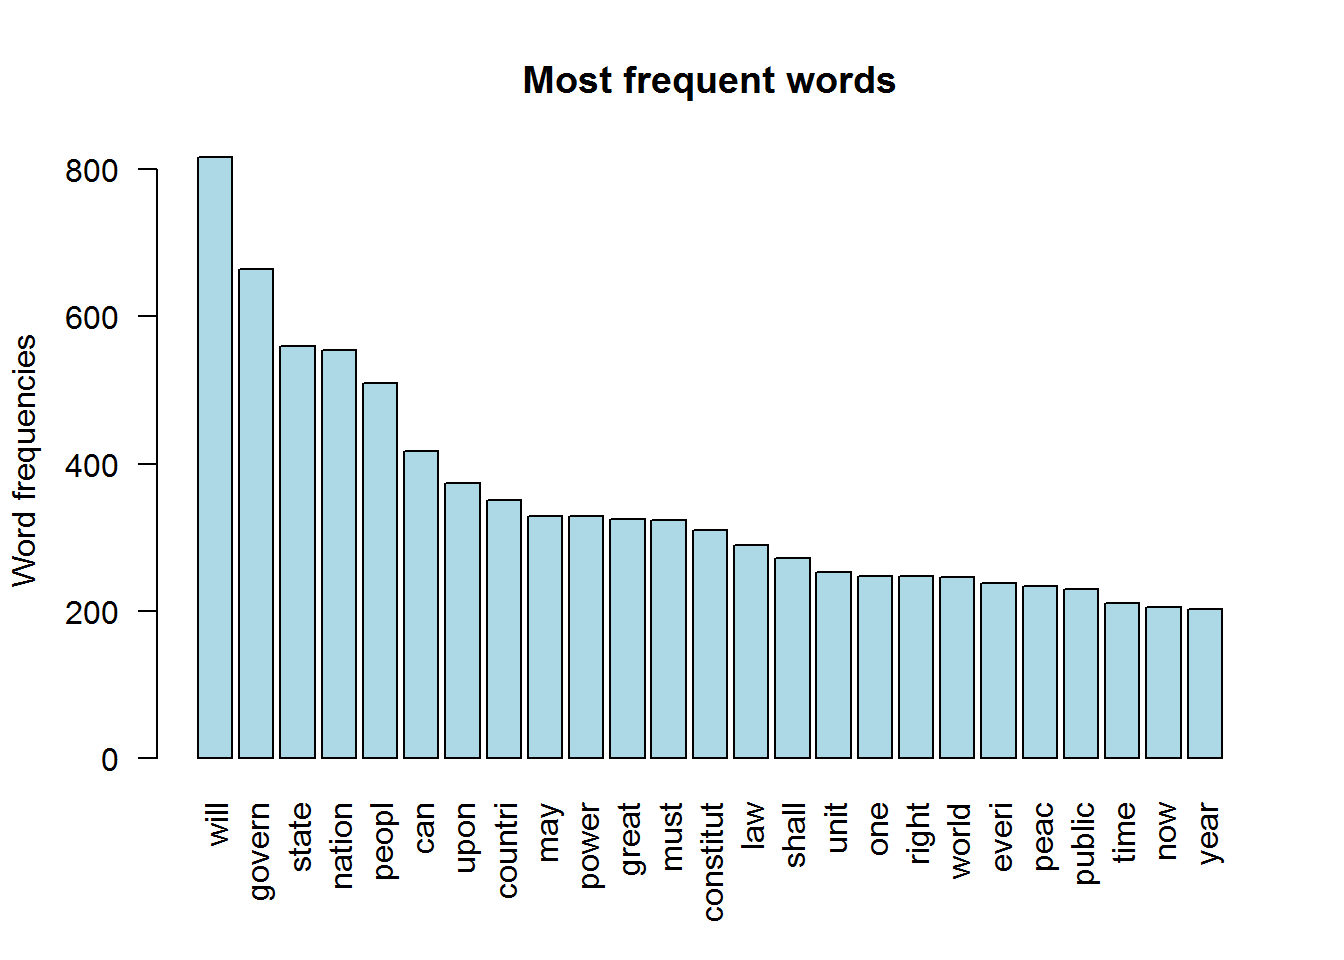 Most frequent words
Word frequencies
800
600
400
200
0
will
govern
state
nation
peopl
can
upon
countri
may
power
great
must
constitut
law
shall
unit
one
right
world
everi
peac
public
time
now
year